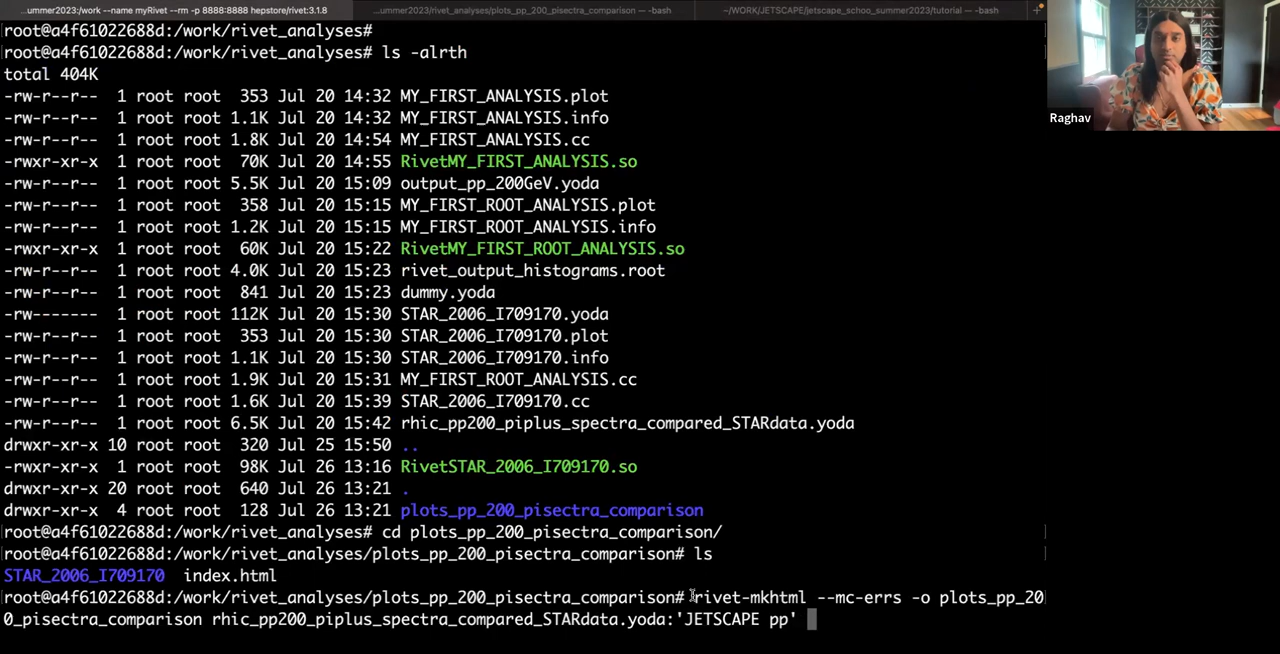 ...ummer2023:/work --name myRivet --rm -p 8888:8888 hepstore/rivet:3.1.8 ...ummer2023/rivet_analyses/plots_pp_200_pisectra_comparison — -bash ~/WORK/JETSCAPE/jetscape_schoo_summer2023/tutorial — -bash +
root@a4f61022688d:/work/rivet_analyses#
root@a4f61022688d:/work/rivet_analyses# ls -alrth
total 404K
-rw-r--r-- 1 root root 353 Jul 20 14:32 MY_FIRST_ANALYSIS.plot
-rw-r--r-- 1 root root 1.1K Jul 20 14:32 MY_FIRST_ANALYSIS.info
-rw-r--r-- 1 root root 1.8K Jul 20 14:54 MY_FIRST_ANALYSIS.cc
-rwxr-xr-x 1 root root 70K Jul 20 14:55 RivetMY_FIRST_ANALYSIS.so
-rw-r--r-- 1 root root 5.5K Jul 20 15:09 output_pp_200GeV.yoda
-rw-r--r-- 1 root root 358 Jul 20 15:15 MY_FIRST_ROOT_ANALYSIS.plot
-rw-r--r-- 1 root root 1.2K Jul 20 15:15 MY_FIRST_ROOT_ANALYSIS.info
-rwxr-xr-x 1 root root 60K Jul 20 15:22 RivetMY_FIRST_ROOT_ANALYSIS.so
-rw-r--r-- 1 root root 4.0K Jul 20 15:23 rivet_output_histograms.root
-rw-r--r-- 1 root root 841 Jul 20 15:23 dummy.yoda
-rw------- 1 root root 112K Jul 20 15:30 STAR_2006_I709170.yoda
-rw-r--r-- 1 root root 353 Jul 20 15:30 STAR_2006_I709170.plot
-rw-r--r-- 1 root root 1.1K Jul 20 15:30 STAR_2006_I709170.info
-rw-r--r-- 1 root root 1.9K Jul 20 15:31 MY_FIRST_ROOT_ANALYSIS.cc
-rw-r--r-- 1 root root 1.6K Jul 20 15:39 STAR_2006_I709170.cc
-rw-r--r-- 1 root root 6.5K Jul 20 15:42 rhic_pp200_piplus_spectra_compared_STARdata.yoda
drwxr-xr-x 10 root root 320 Jul 25 15:50 ..
-rwxr-xr-x 1 root root 98K Jul 26 13:16 RivetSTAR_2006_I709170.so
drwxr-xr-x 20 root root 640 Jul 26 13:21 .
drwxr-xr-x 4 root root 128 Jul 26 13:21 plots_pp_200_pisectra_comparison
root@a4f61022688d:/work/rivet_analyses# cd plots_pp_200_pisectra_comparison/
root@a4f61022688d:/work/rivet_analyses/plots_pp_200_pisectra_comparison# ls
STAR_2006_I709170 index.html
root@a4f61022688d:/work/rivet_analyses/plots_pp_200_pisectra_comparison# rivet-mkhtml --mc-errs -o plots_pp_20
0_pisectra_comparison rhic_pp200_piplus_spectra_compared_STARdata.yoda:'JETSCAPE pp'
Raghav